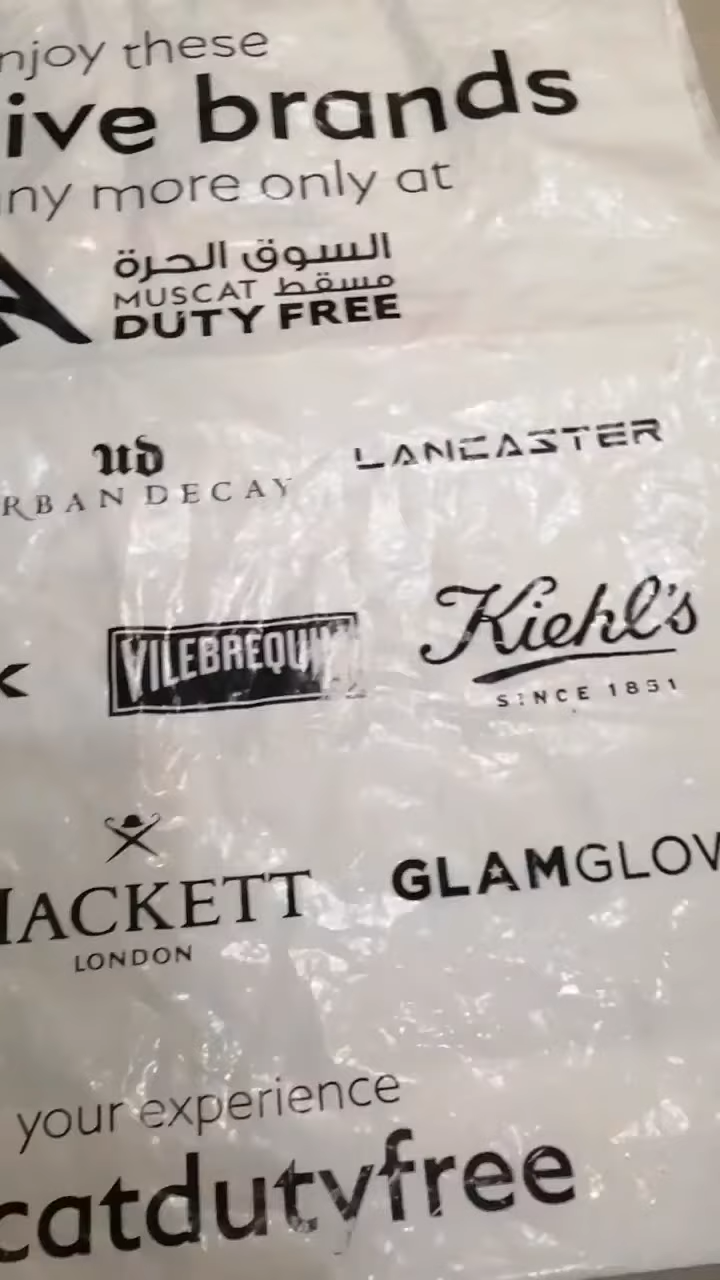 njoy these
ive brands
ny more only at
السوق الحرة
MUSCAT مسقط
DUTY FREE
ud
RBAN DECAY
LANCASTER
K
VILEBREQUIN
Kiehl's
SINCE 1851
HACKETT
LONDON
GLAMGLOW
your experience
catdutyfree